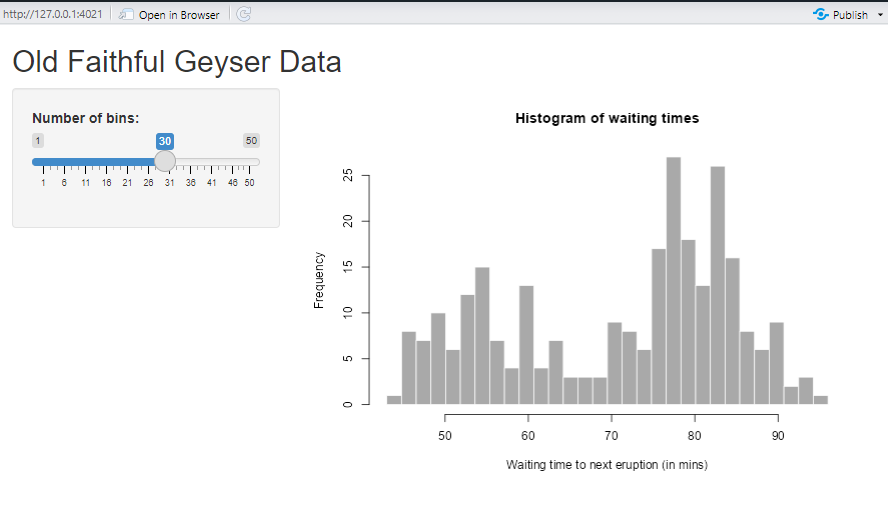 http://127.0.0.1:4021 Open in Browser Publish
Old Faithful Geyser Data
Number of bins:
1 30 50
1 6 11 16 21 26 31 36 41 46 50
Histogram of waiting times
Frequency
25
20
15
10
5
0
50 60 70 80 90
Waiting time to next eruption (in mins)